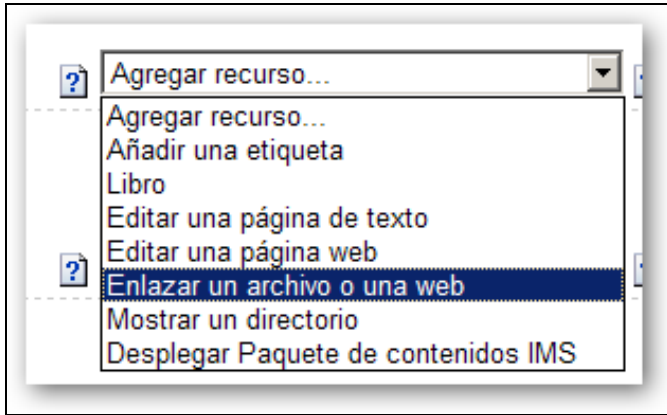 Agregar recurso...
Agregar recurso...
Añadir una etiqueta
Libro
Editar una página de texto
Editar una página web
Enlazar un archivo o una web
Mostrar un directorio
Desplegar Paquete de contenidos IMS